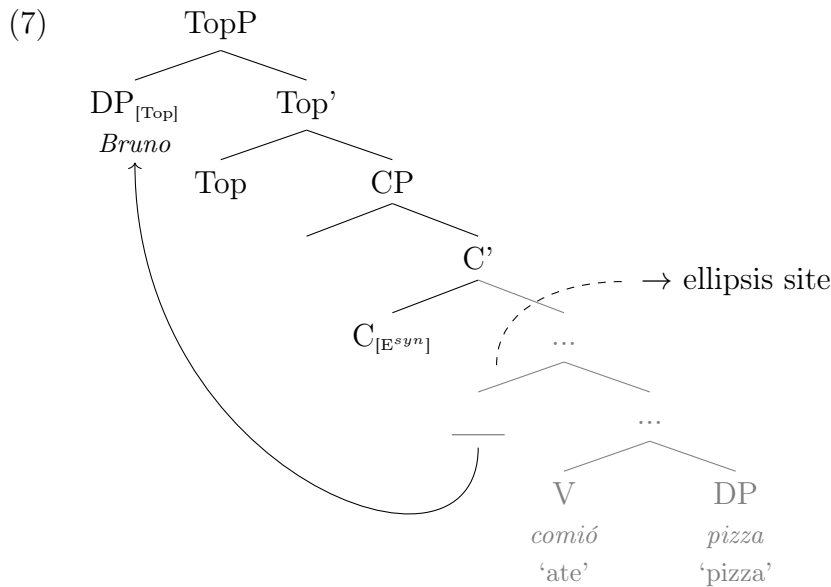 (7)
TopP
DP[Top] Top’
Bruno
Top CP
C’
→ ellipsis site
C[Esyn] ...
...
V DP
comió pizza
‘ate’ ‘pizza’